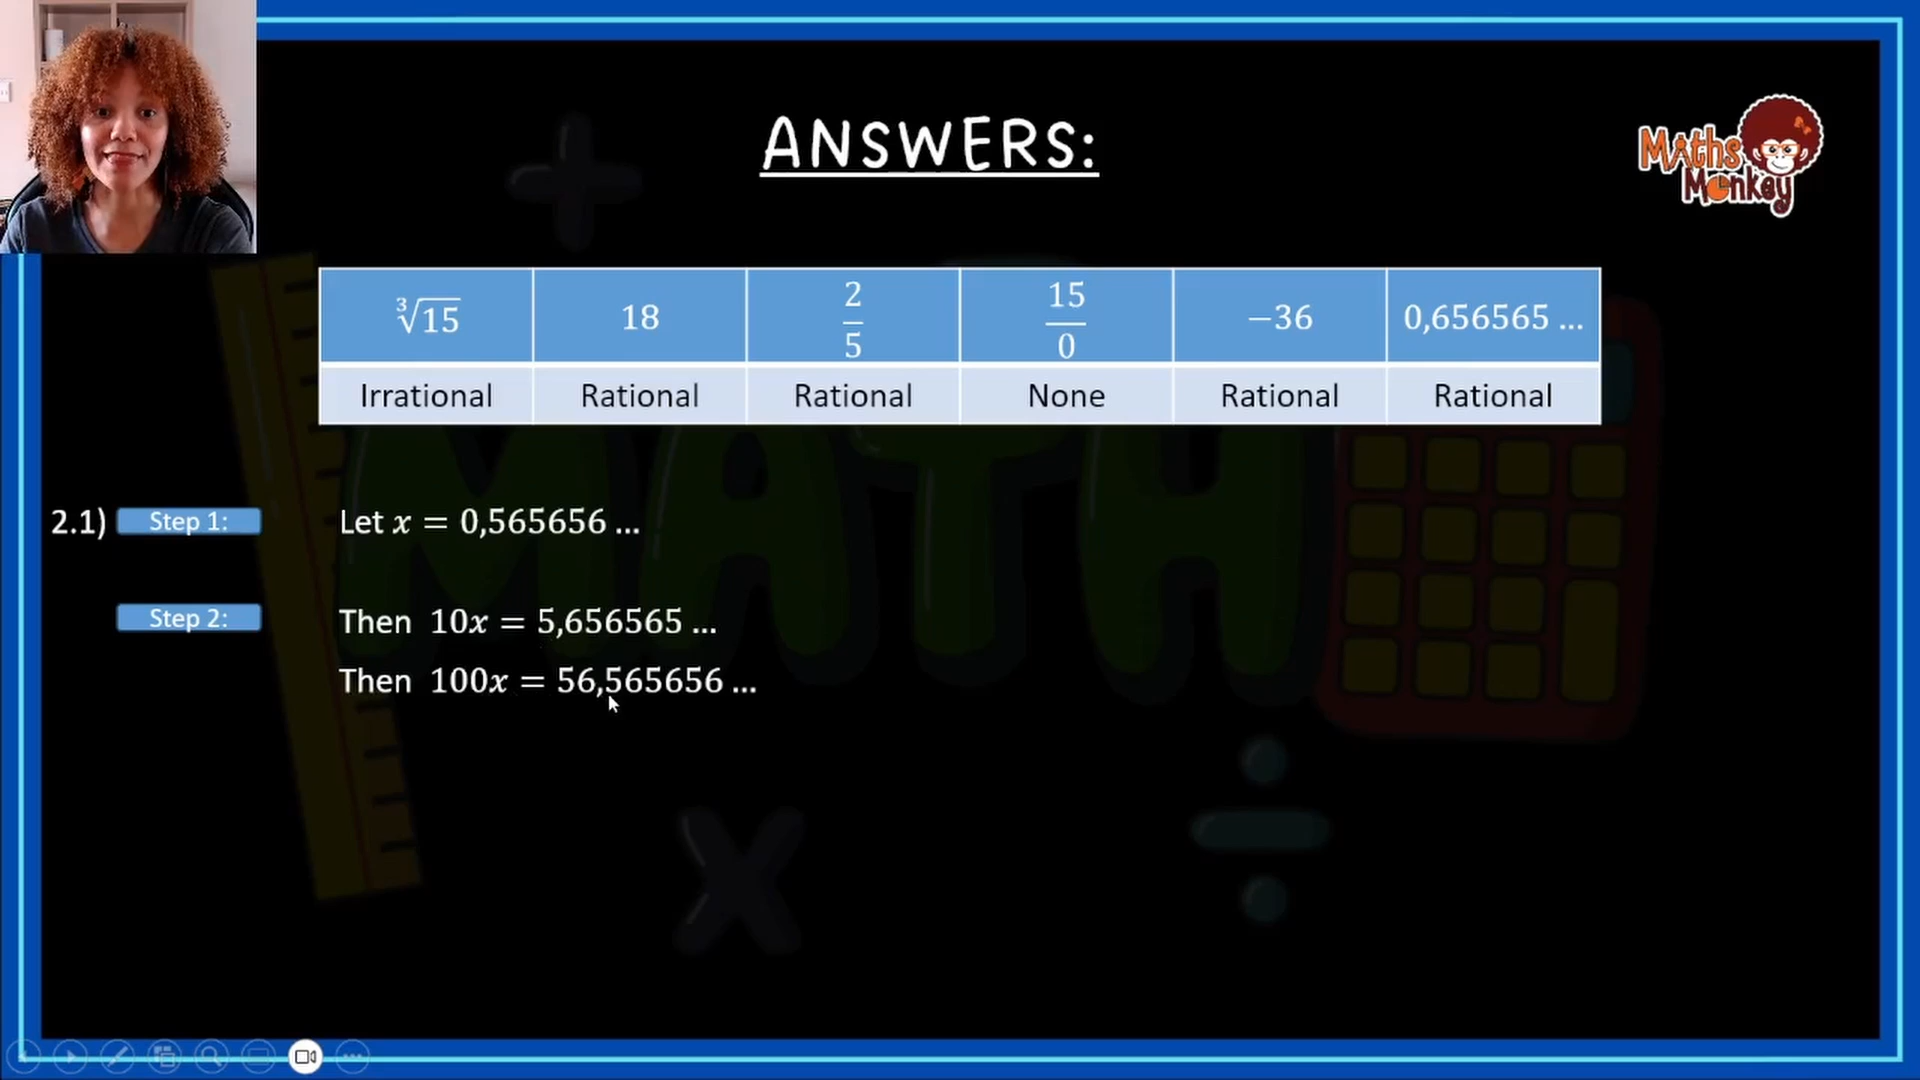 ANSWERS:
Maths
Monkey
∛15 18 2/5 15/0 −36 0,656565 ...
Irrational Rational Rational None Rational Rational
2.1) Step 1: Let x = 0,565656 ...
Step 2: Then 10x = 5,656565 ...
Then 100x = 56,565656 ...
MATH